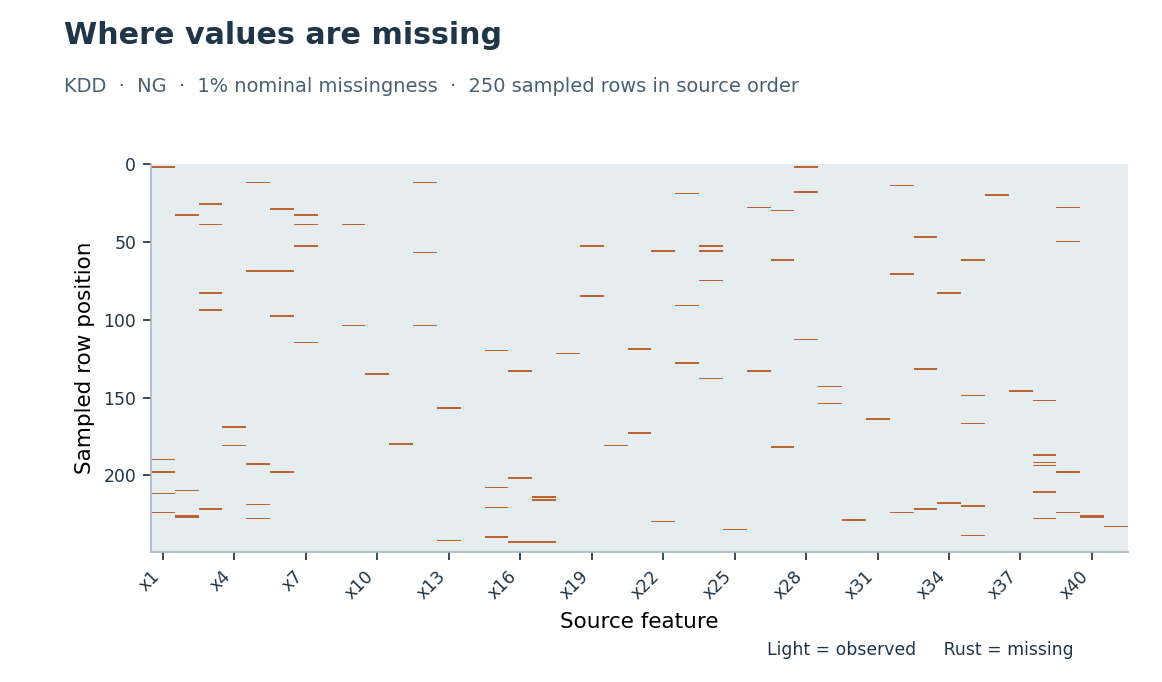 Where values are missing
KDD · NG · 1% nominal missingness · 250 sampled rows in source order
0
50
100
150
200
Sampled row position
x1 x4 x7 x10 x13 x16 x19 x22 x25 x28 x31 x34 x37 x40
Source feature
Light = observed Rust = missing